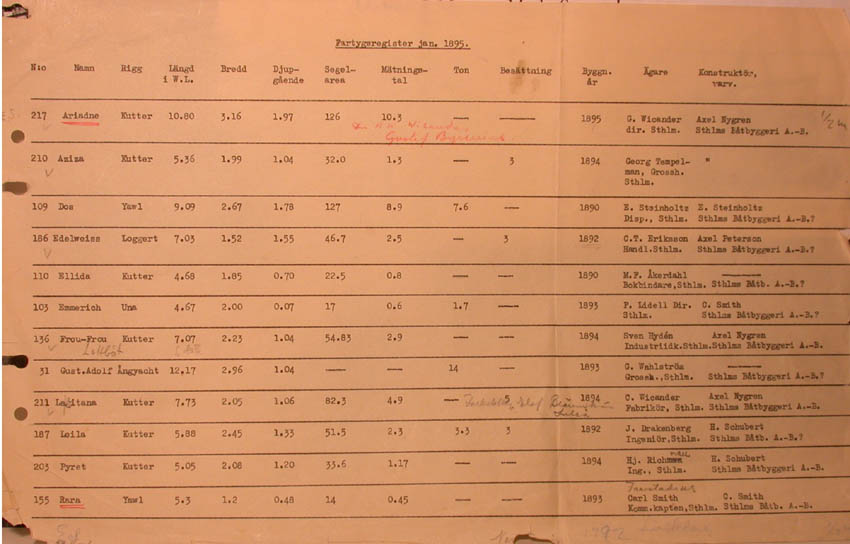 Fartygsregister jan. 1895.
N:o Namn Rigg Längd i W.L. Bredd Djup- gående Segel- area Mätnings- tal Ton Besättning Byggn. år Ägare Konstruktör, varv.
217 Ariadne Kutter 10.80 3.16 1.97 126 10.3 — — 1895 G. Wicander Axel Nygren
dir. Sthlm. Sthlms Båtbyggeri A.-B.
210 Aziza Kutter 5.36 1.99 1.04 32.0 1.3 — 3 1894 Georg Tempel- "
man, Grossh.
Sthlm.
109 Dos Yawl 9.09 2.67 1.78 127 8.9 7.6 — 1890 E. Steinholtz E. Steinholtz
Disp., Sthlm. Sthlms Båtbyggeri A.-B.?
186 Edelweiss Loggert 7.03 1.52 1.55 46.7 2.5 — 3 1892 C.T. Eriksson Axel Peterson
Handl.Sthlm. Sthlms Båtbyggeri A.-B.?
110 Ellida Kutter 4.68 1.85 0.70 22.5 0.8 — — 1890 M.F. Åkerdahl —
Bokbindare,Sthlm. Sthlms Båtb. A.-B.?
103 Emmerich Una 4.67 2.00 0.07 17 0.6 1.7 — 1893 P. Lidell Dir. C. Smith
Sthlm. Sthlms Båtbyggeri A.-B.?
136 Frou-Frou Kutter 7.07 2.23 1.04 54.83 2.9 — — 1894 Sven Hydén Axel Nygren
Industriidk.Sthlm.Sthlms Båtbyggeri A.-B.
31 Gust.Adolf Ångyacht 12,17 2.96 1.04 — — 14 — 1893 G. Wahlström —
Grossh.,Sthlm. Sthlms Båtbyggeri A.-B.?
211 Lagitena Kutter 7.73 2.05 1.06 82.3 4.9 — 5 1894 C. Wicander Axel Nygren
Fabrikör, Sthlm. Sthlms Båtbyggeri A.-B.
187 Leila Kutter 5.88 2.45 1.33 51.5 2.3 3.3 3 1892 J. Drakenberg H. Schubert
Ingeniör,Sthlm. Sthlms Båtb. A.-B.?
203 Pyret Kutter 5.05 2.08 1.20 33.6 1.17 — — 1894 Hj. Richnau H. Schubert
Ing., Sthlm. Sthlms Båtbyggeri A.-B.
155 Rara Yawl 5.3 1.2 0.48 14 0.45 — — 1893 Carl Smith C. Smith
Komm.kapten,Sthlm. Sthlms Båtb. A.-B.